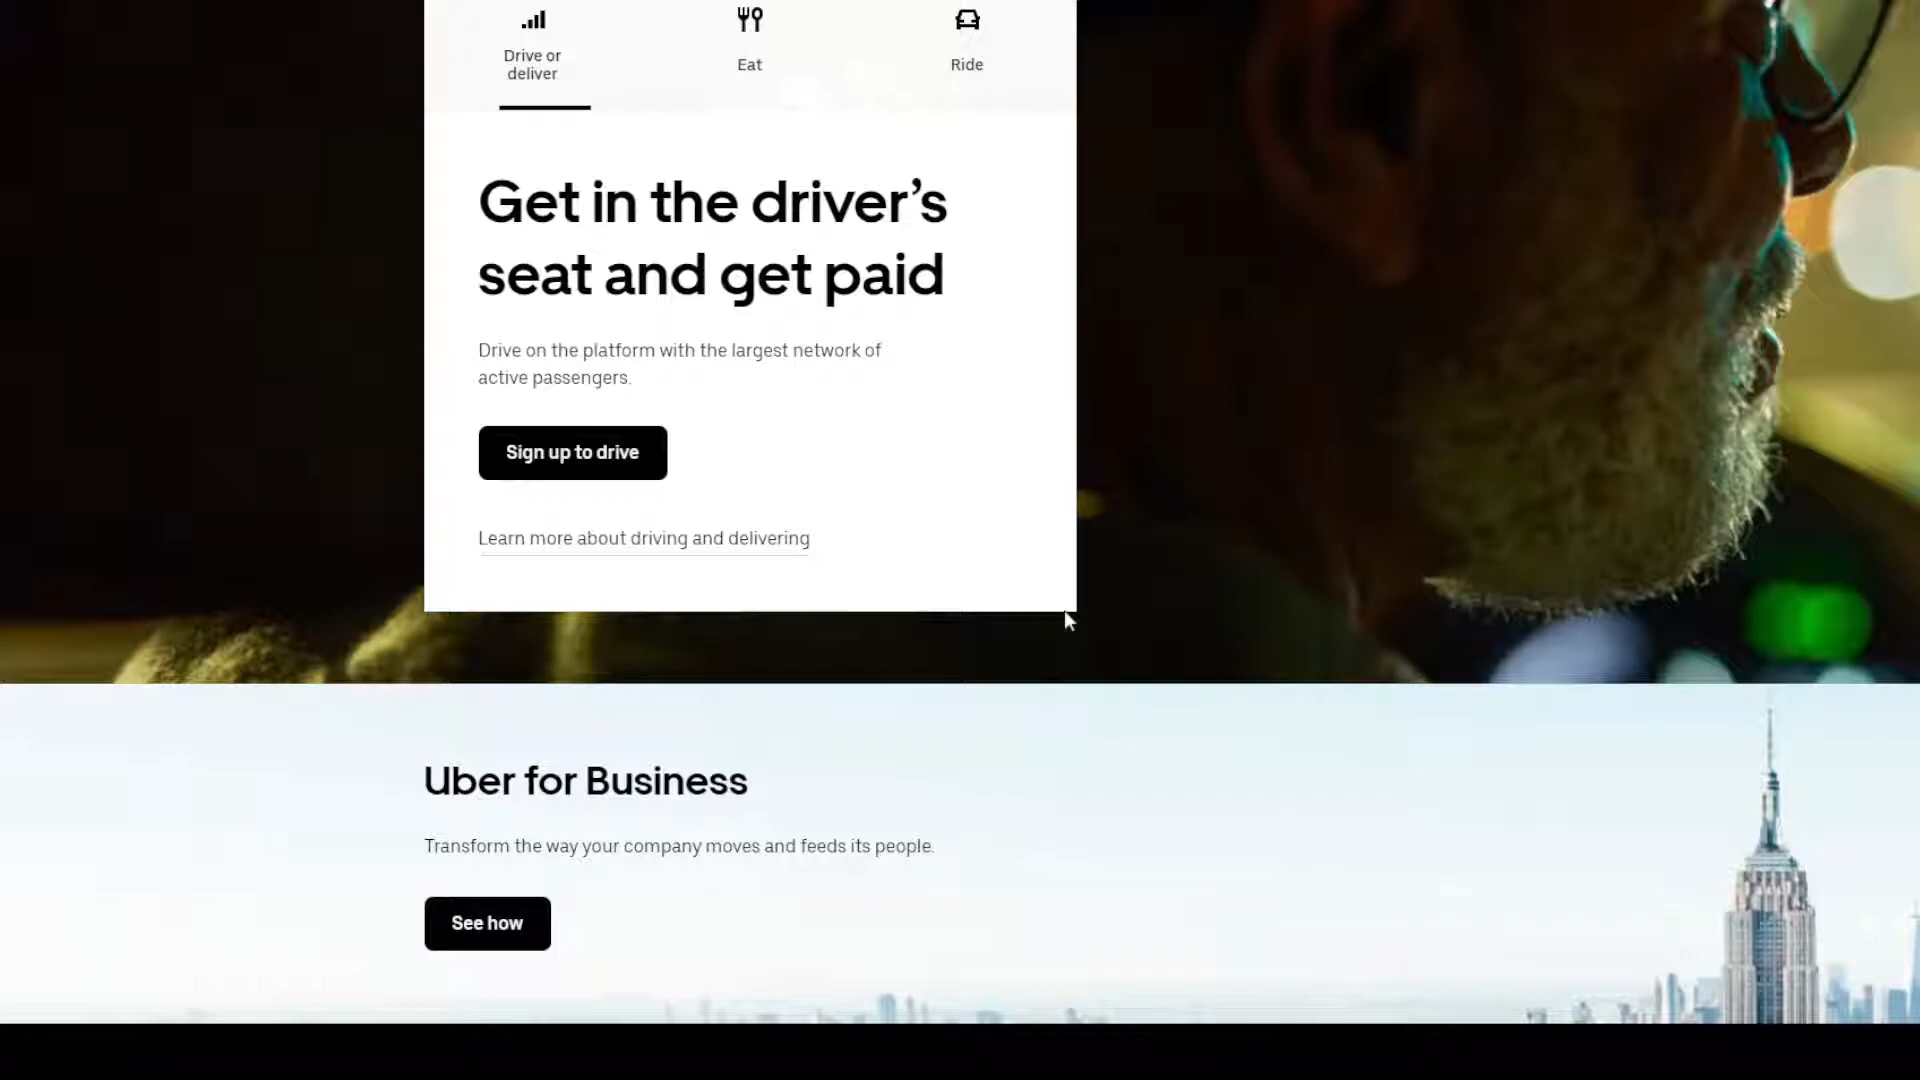 Drive or
deliver
Eat
Ride
Get in the driver’s
seat and get paid
Drive on the platform with the largest network of
active passengers.
Sign up to drive
Learn more about driving and delivering
Uber for Business
Transform the way your company moves and feeds its people.
See how